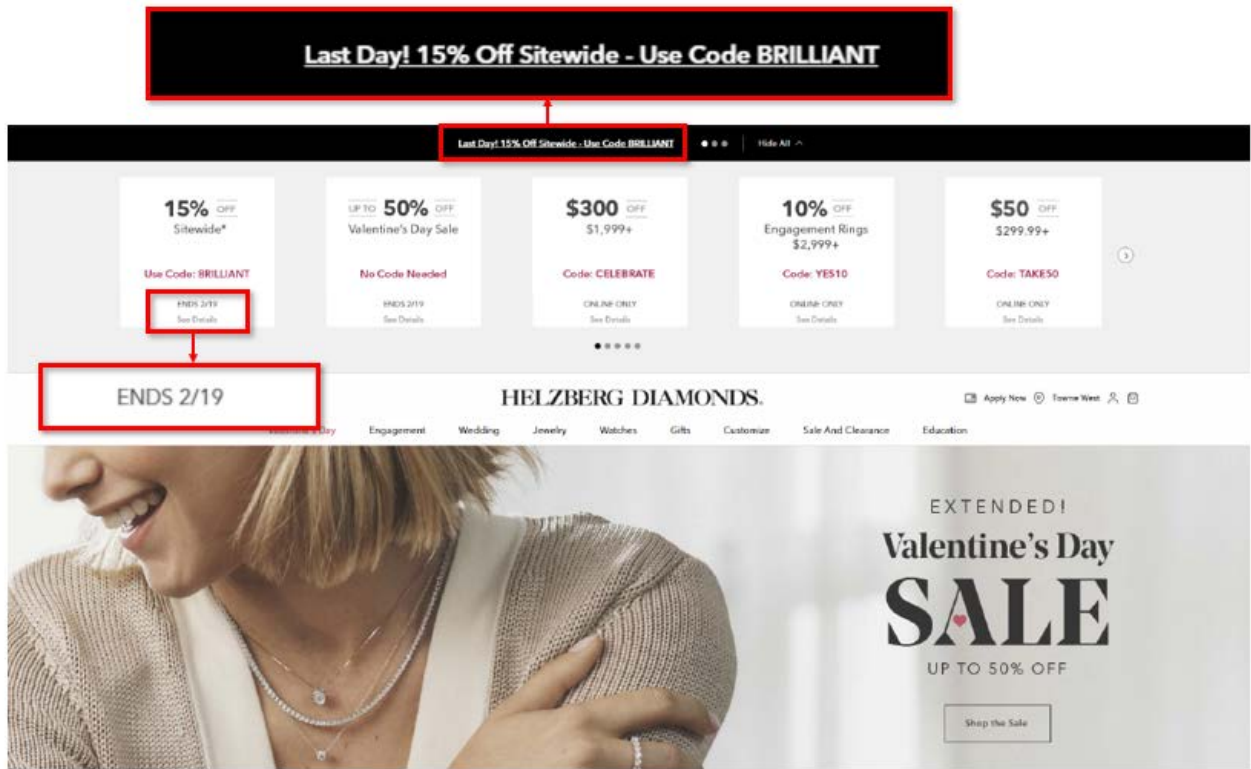 Last Day! 15% Off Sitewide - Use Code BRILLIANT
Last Day! 15% Off Sitewide - Use Code BRILLIANT
Hide All
15% OFF
Sitewide*
Use Code: BRILLIANT
ENDS 2/19
See Details
UP TO 50% OFF
Valentine's Day Sale
No Code Needed
ENDS 2/19
See Details
$300 OFF
$1,999+
Code: CELEBRATE
ONLINE ONLY
See Details
10% OFF
Engagement Rings
$2,999+
Code: YES10
ONLINE ONLY
See Details
$50 OFF
$299.99+
Code: TAKE50
ONLINE ONLY
See Details
ENDS 2/19
HELZBERG DIAMONDS.
Apply Now Towne West
Valentine's Day Engagement Wedding Jewelry Watches Gifts Customize Sale And Clearance Education
EXTENDED!
Valentine's Day
SALE
UP TO 50% OFF
Shop the Sale